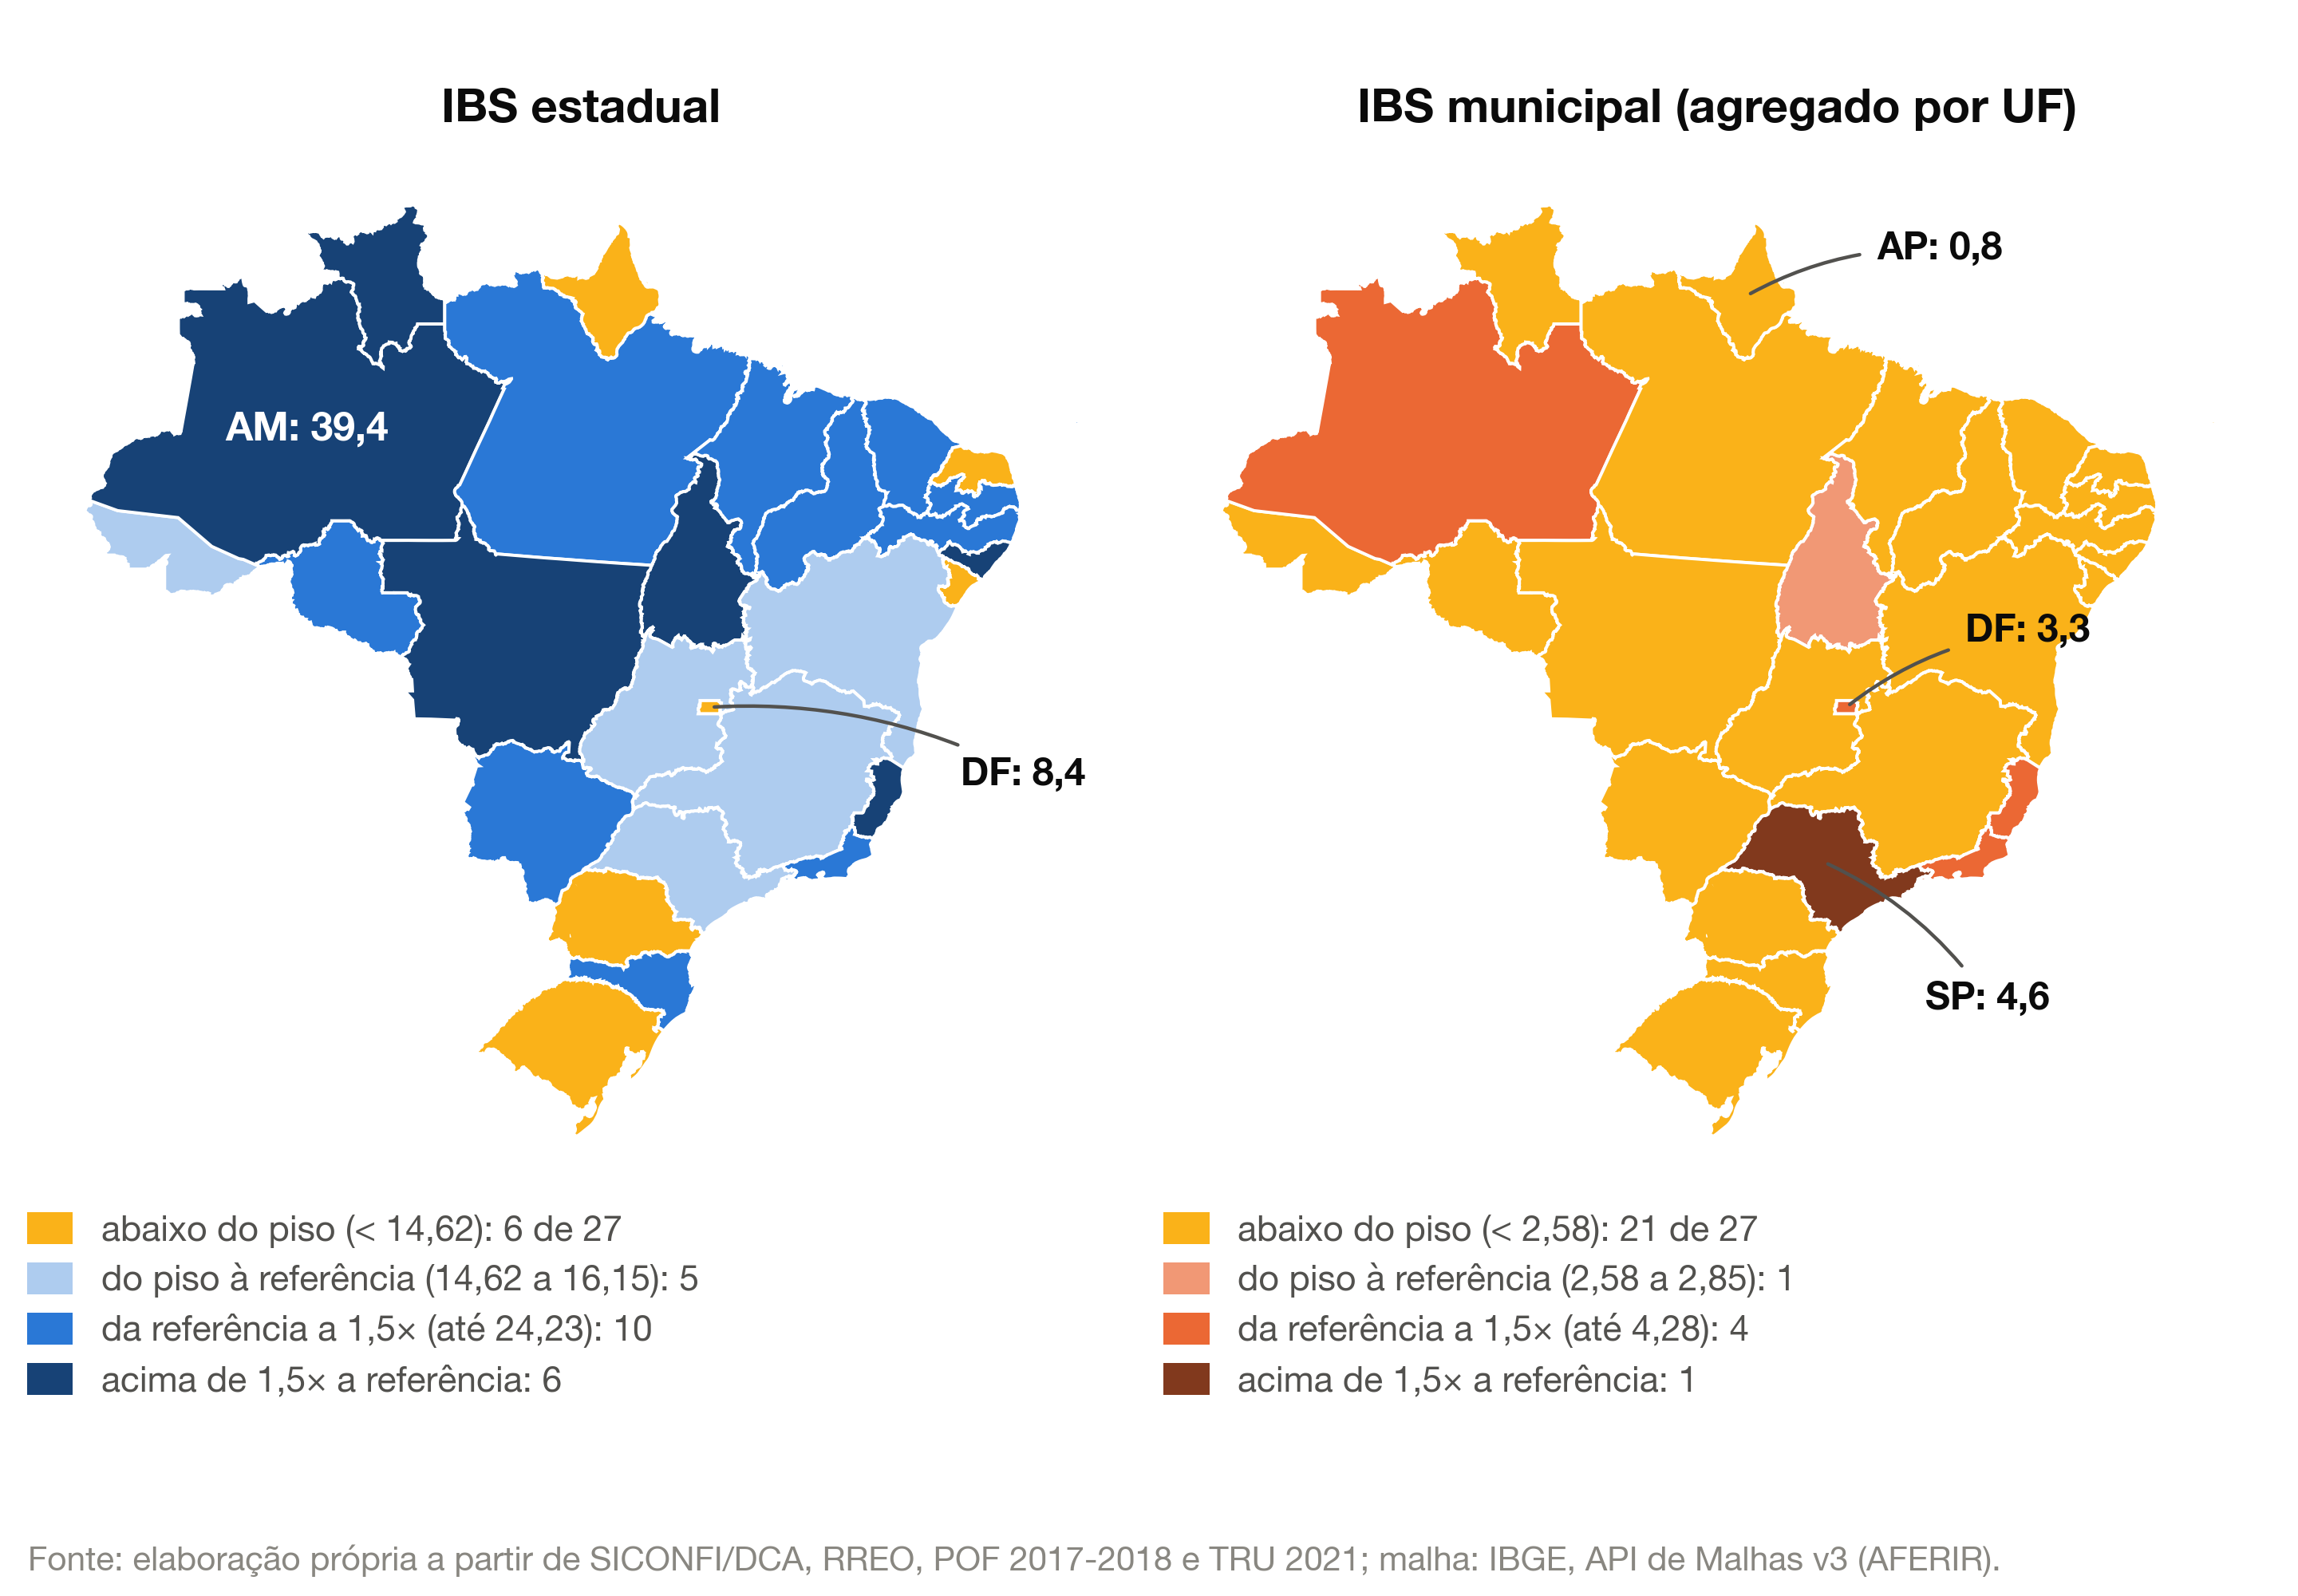 IBS estadual
AM: 39,4
DF: 8,4
abaixo do piso (< 14,62): 6 de 27
do piso à referência (14,62 a 16,15): 5
da referência a 1,5× (até 24,23): 10
acima de 1,5× a referência: 6
IBS municipal (agregado por UF)
AP: 0,8
DF: 3,3
SP: 4,6
abaixo do piso (< 2,58): 21 de 27
do piso à referência (2,58 a 2,85): 1
da referência a 1,5× (até 4,28): 4
acima de 1,5× a referência: 1
Fonte: elaboração própria a partir de SICONFI/DCA, RREO, POF 2017-2018 e TRU 2021; malha: IBGE, API de Malhas v3 (AFERIR).